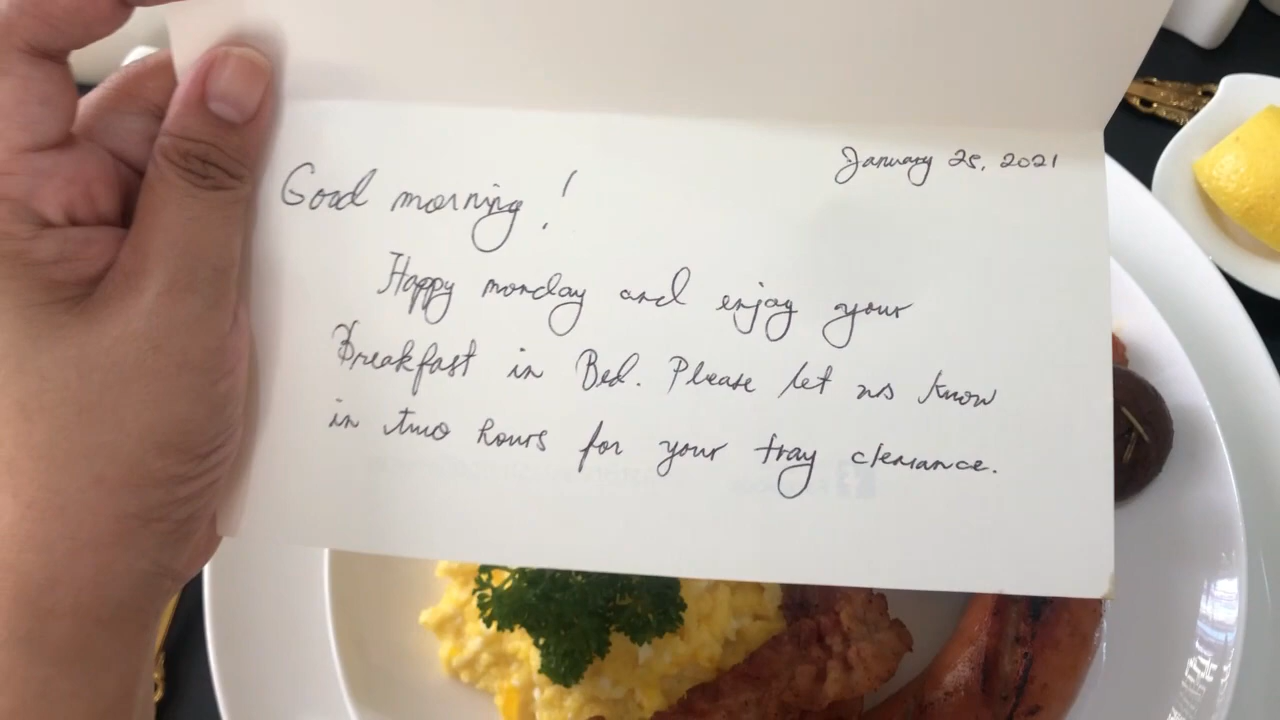 January 25, 2021
Good morning!
Happy monday and enjoy your
Breakfast in Bed. Please let us know
in two hours for your tray clearance.